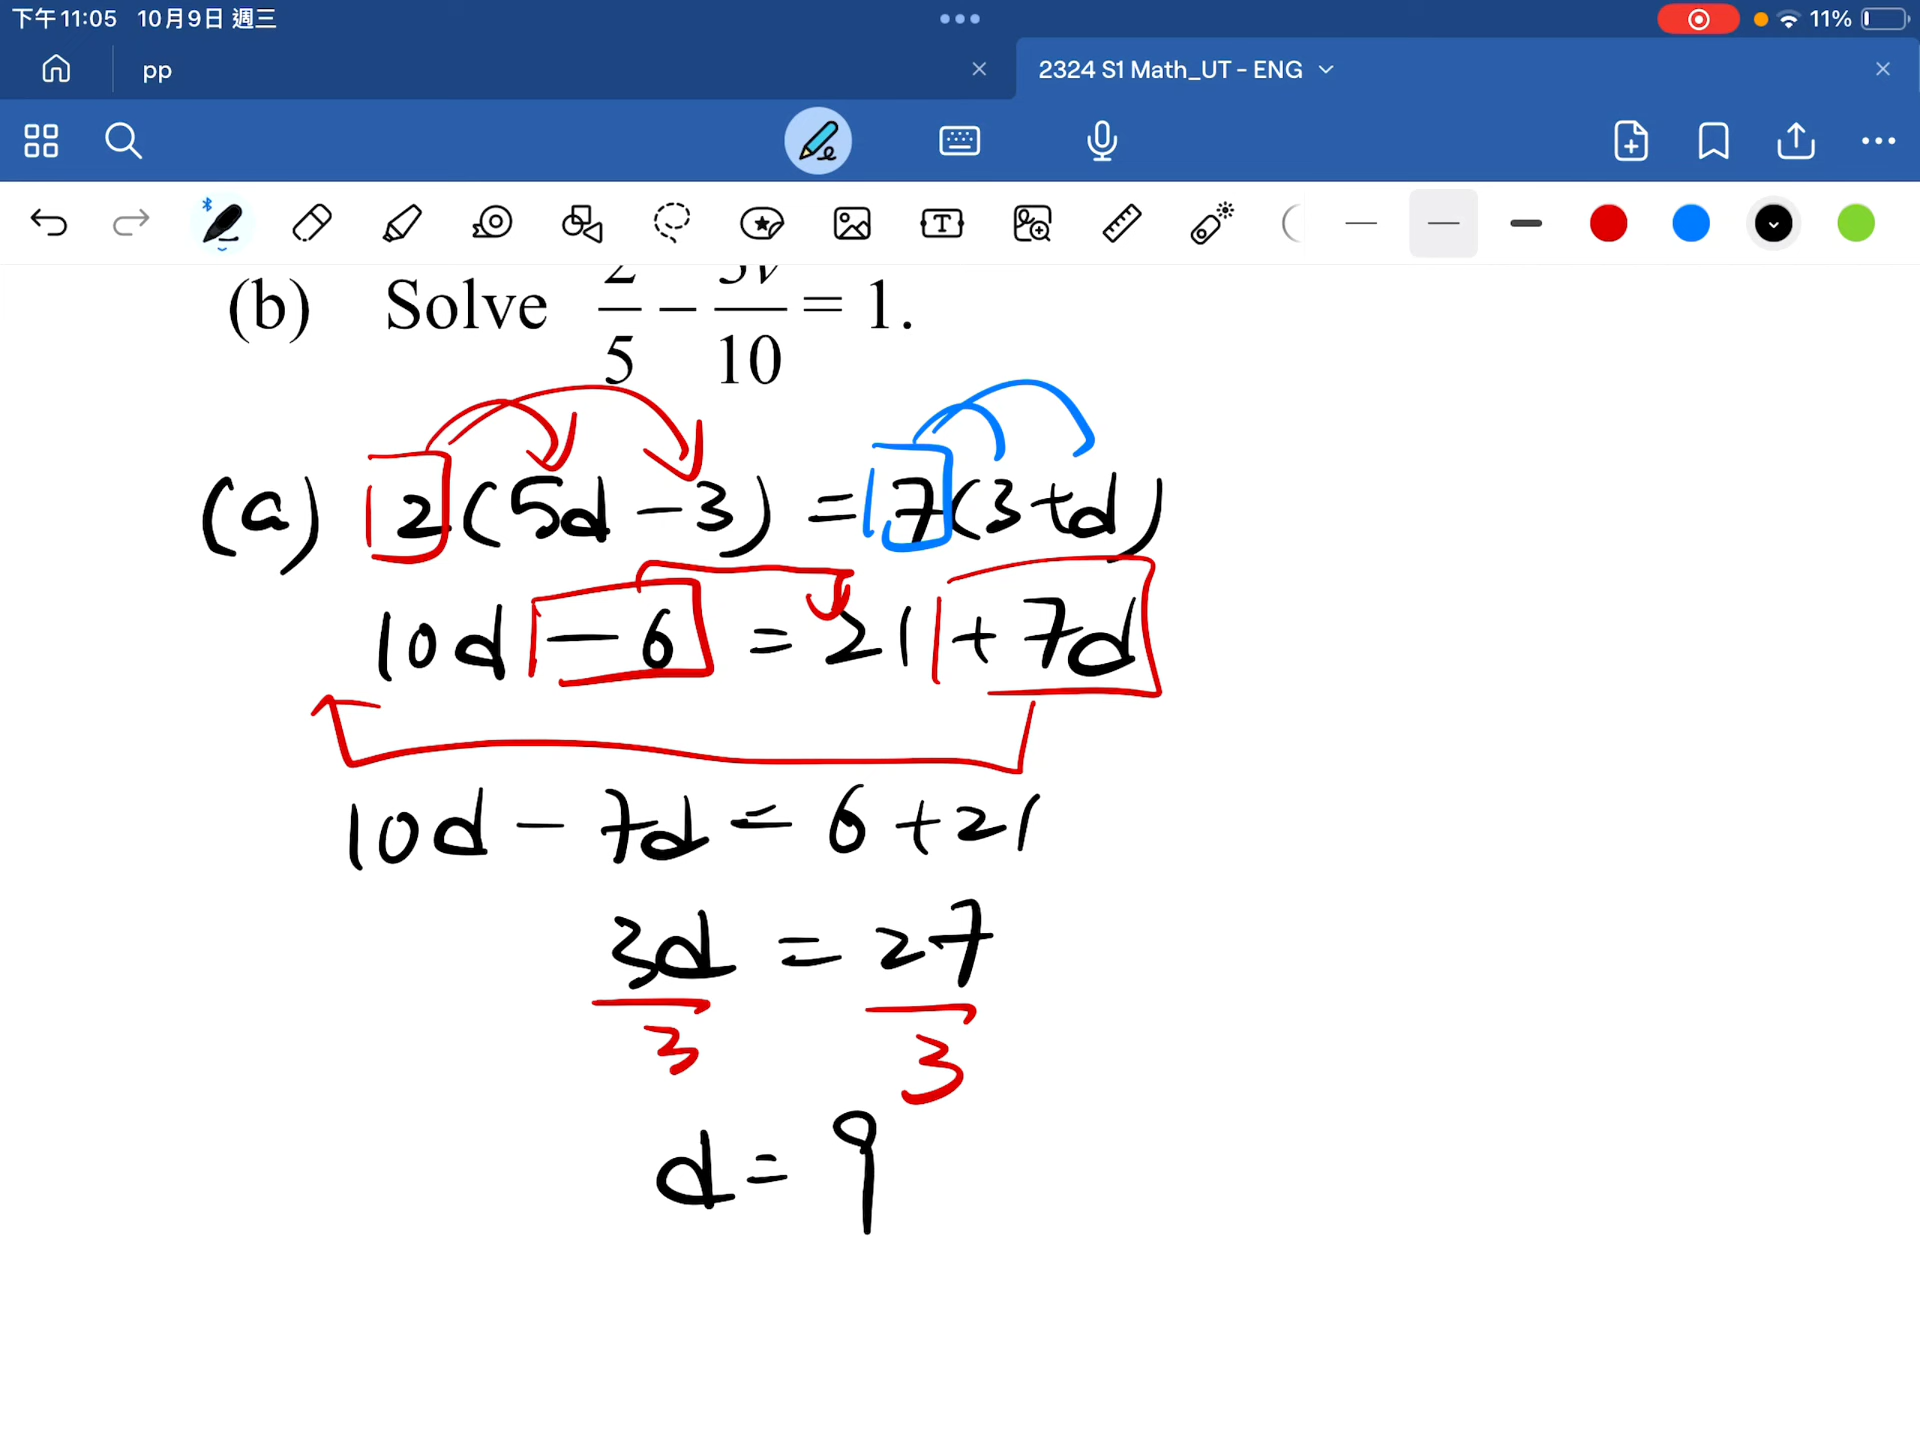 下午11:05 10月9日 週三 11%
pp 2324 S1 Math_UT - ENG
(b) Solve 2/5 - 3v/10 = 1.
(a) 2(5d - 3) = 7(3+d)
10d - 6 = 21 + 7d
10d - 7d = 6 + 21
3d = 27
3 3
d = 9